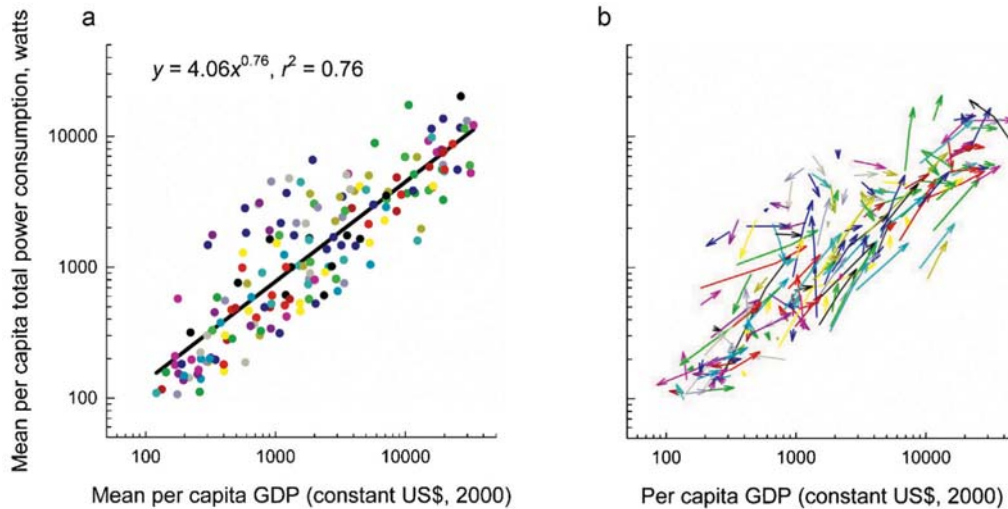 a
b
Mean per capita total power consumption, watts
y = 4.06x^0.76, r² = 0.76
10000
1000
100
100
1000
10000
100
1000
10000
Mean per capita GDP (constant US$, 2000)
Per capita GDP (constant US$, 2000)